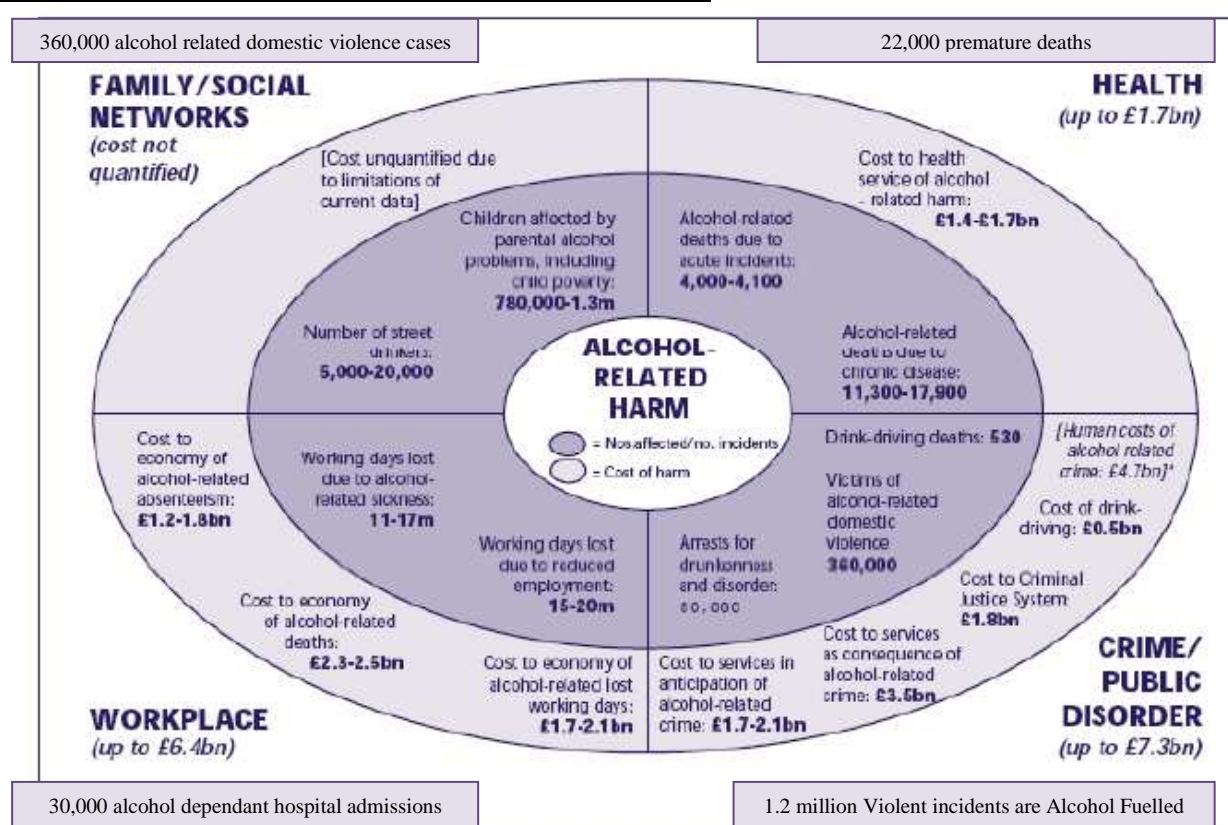 360,000 alcohol related domestic violence cases
22,000 premature deaths
FAMILY/SOCIAL
NETWORKS
(cost not
quantified)
HEALTH
(up to £1.7bn)
[Cost unquantified due
to limitations of
current data]
Cost to health
service of alcohol
- related harm:
£1.4-£1.7bn
Children affected by
parental alcohol
problems, including
child poverty:
780,000-1.3m
Alcohol-related
deaths due to
acute incidents:
4,000-4,100
Number of street
drinkers:
5,000-20,000
Alcohol-related
deaths due to
chronic disease:
11,300-17,900
ALCOHOL-
RELATED
HARM
= Nos affected/no. incidents
= Cost of harm
Cost to
economy of
alcohol-related
absenteeism:
£1.2-1.8bn
Working days lost
due to alcohol-
related sickness:
11-17m
Working days lost
due to reduced
employment:
15-20m
Cost to economy
of alcohol-related
deaths:
£2.3-2.5bn
Cost to economy of
alcohol-related lost
working days:
£1.7-2.1bn
Drink-driving deaths: 530
Victims of
alcohol-related
domestic
violence
360,000
Arrests for
drunkenness
and disorder:
[Human costs of
alcohol related
crime: £4.7bn]*
Cost of drink-
driving: £0.5bn
Cost to Criminal
Justice System
£1.8bn
Cost to services
as consequence of
alcohol-related
crime: £3.5bn
Cost to services in
anticipation of
alcohol-related
crime: £1.7-2.1bn
WORKPLACE
(up to £6.4bn)
CRIME/
PUBLIC
DISORDER
(up to £7.3bn)
30,000 alcohol dependant hospital admissions
1.2 million Violent incidents are Alcohol Fuelled